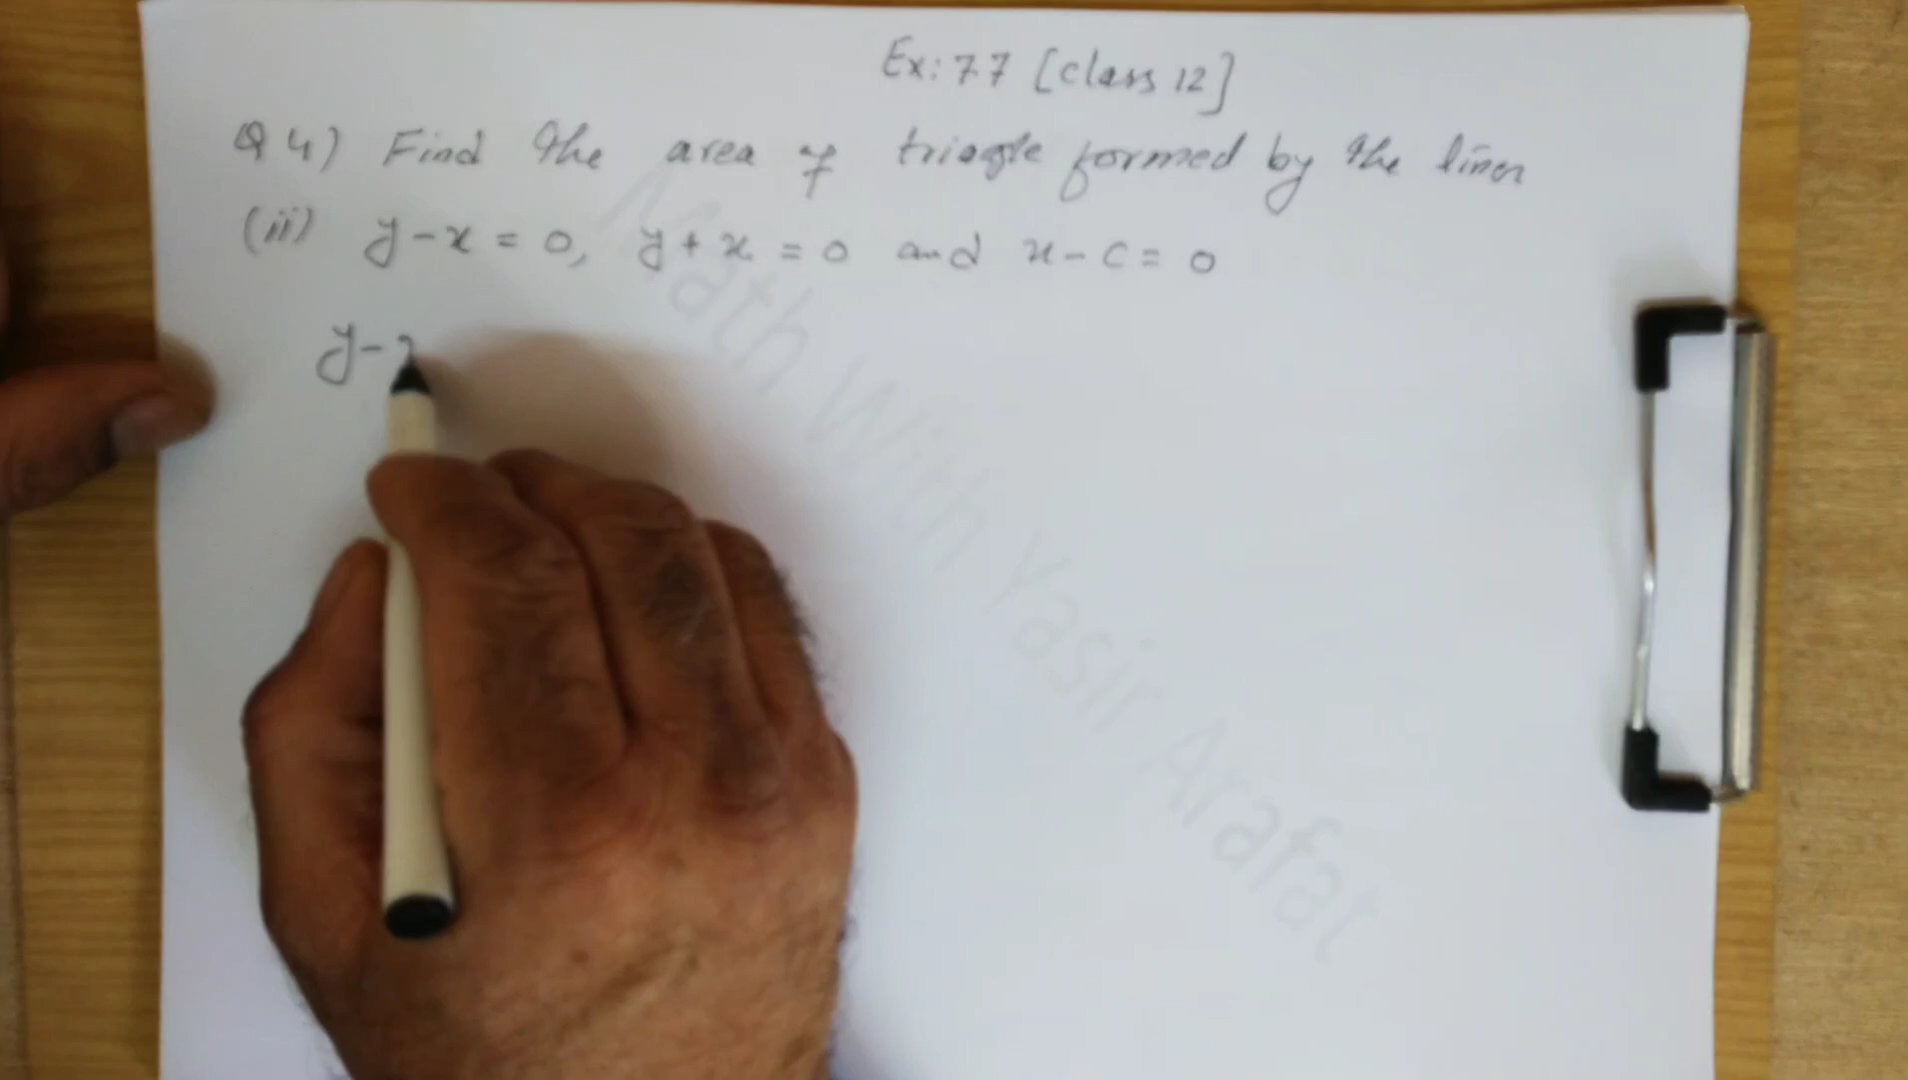 Ex: 7.7 [class 12]
Q 4) Find the area of triangle formed by the lines
(ii) y - x = 0, y + x = 0 and x - c = 0
y -
Math With Yasir Arafat